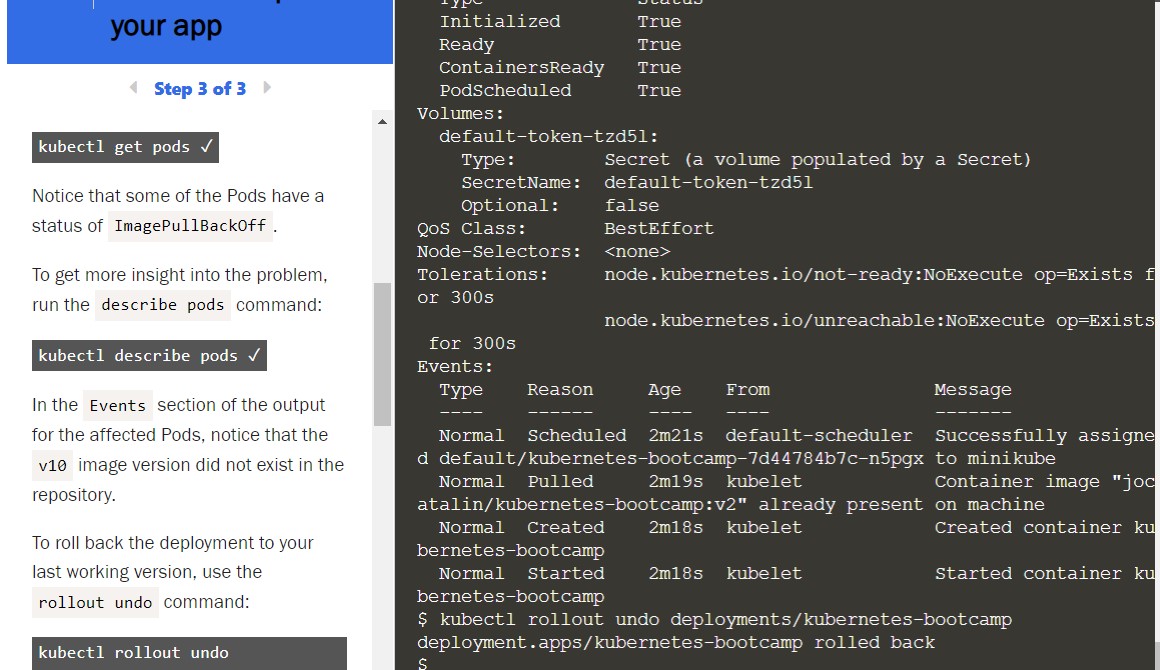 your app
Step 3 of 3
kubectl get pods ✓
Notice that some of the Pods have a
status of ImagePullBackOff.
To get more insight into the problem,
run the describe pods command:
kubectl describe pods ✓
In the Events section of the output
for the affected Pods, notice that the
v10 image version did not exist in the
repository.
To roll back the deployment to your
last working version, use the
rollout undo command:
kubectl rollout undo
Type Status
Initialized True
Ready True
ContainersReady True
PodScheduled True
Volumes:
default-token-tzd5l:
Type: Secret (a volume populated by a Secret)
SecretName: default-token-tzd5l
Optional: false
QoS Class: BestEffort
Node-Selectors: <none>
Tolerations: node.kubernetes.io/not-ready:NoExecute op=Exists f
or 300s
node.kubernetes.io/unreachable:NoExecute op=Exists
for 300s
Events:
Type Reason Age From Message
---- ------ ---- ---- -------
Normal Scheduled 2m21s default-scheduler Successfully assigne
d default/kubernetes-bootcamp-7d44784b7c-n5pgx to minikube
Normal Pulled 2m19s kubelet Container image "joc
atalin/kubernetes-bootcamp:v2" already present on machine
Normal Created 2m18s kubelet Created container ku
bernetes-bootcamp
Normal Started 2m18s kubelet Started container ku
bernetes-bootcamp
$ kubectl rollout undo deployments/kubernetes-bootcamp
deployment.apps/kubernetes-bootcamp rolled back
$